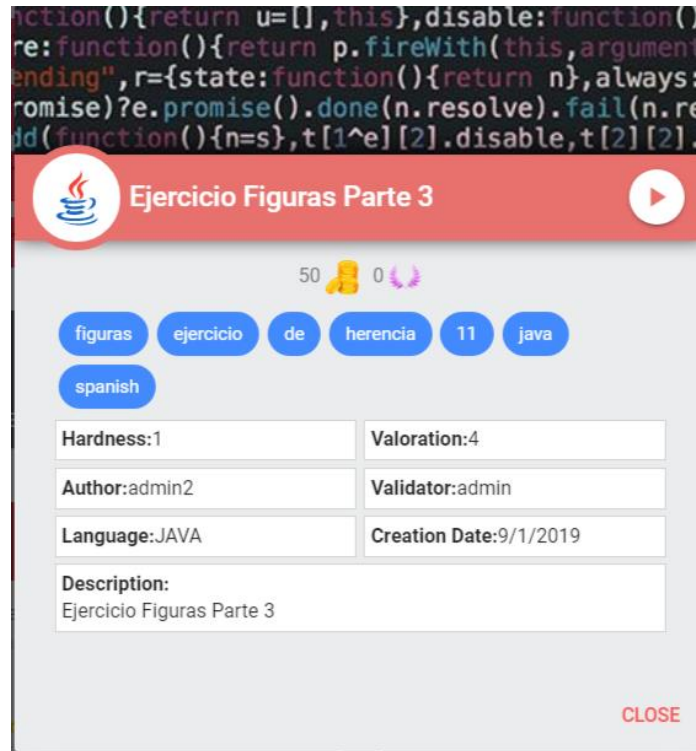 nction(){return u=[],this},disable:function()
re:function(){return p.fireWith(this,argument
ending",r={state:function(){return n},always:
romise)?e.promise().done(n.resolve).fail(n.re
dd(function(){n=s},t[1^e][2].disable,t[2][2].
Ejercicio Figuras Parte 3
50 0
figuras ejercicio de herencia 11 java
spanish
Hardness:1 Valoration:4
Author:admin2 Validator:admin
Language:JAVA Creation Date:9/1/2019
Description:
Ejercicio Figuras Parte 3
CLOSE